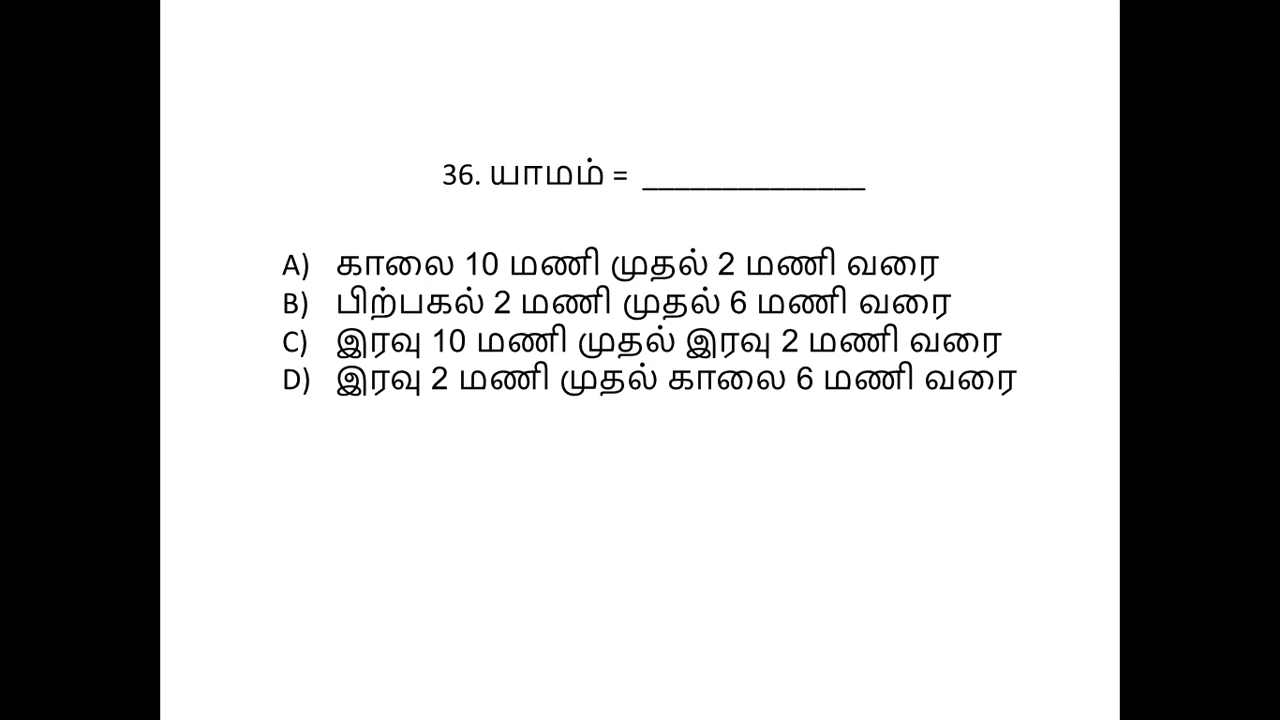 36. யாமம் = ______________
A) காலை 10 மணி முதல் 2 மணி வரை
B) பிற்பகல் 2 மணி முதல் 6 மணி வரை
C) இரவு 10 மணி முதல் இரவு 2 மணி வரை
D) இரவு 2 மணி முதல் காலை 6 மணி வரை